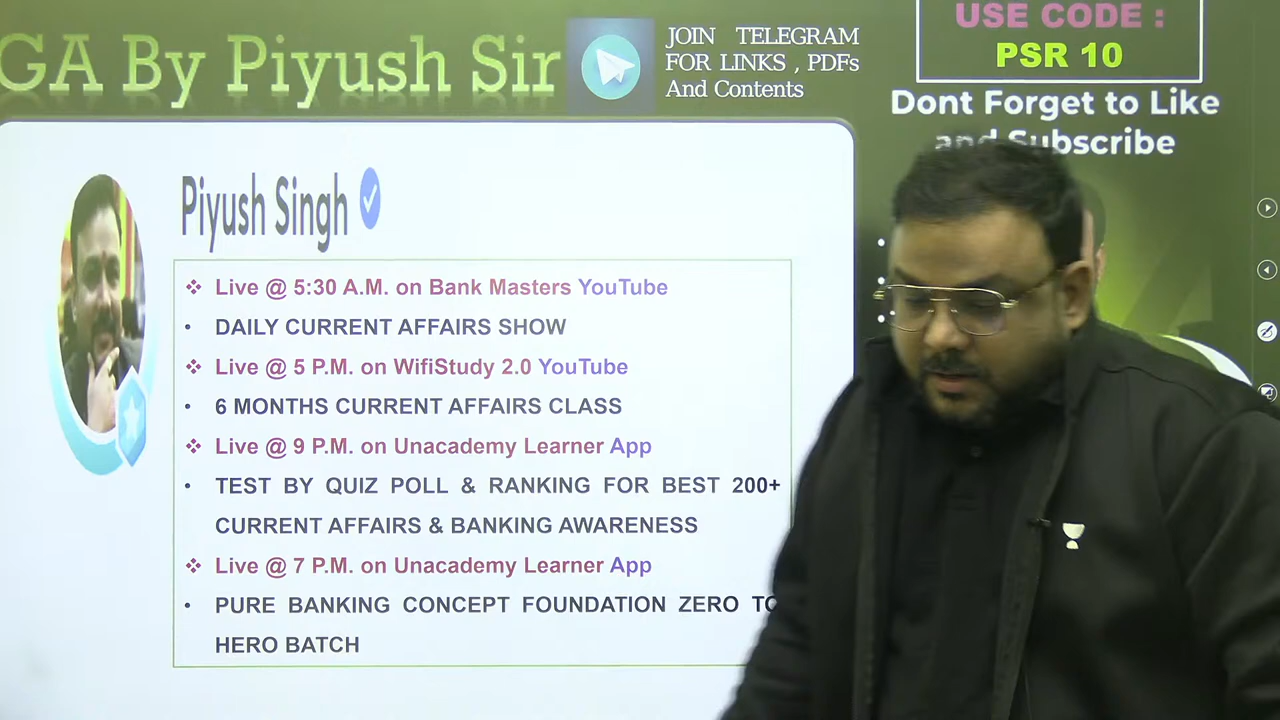 GA By Piyush Sir
JOIN TELEGRAM
FOR LINKS , PDFs
And Contents
USE CODE :
PSR 10
Dont Forget to Like
and Subscribe
Piyush Singh
❖ Live @ 5:30 A.M. on Bank Masters YouTube
• DAILY CURRENT AFFAIRS SHOW
❖ Live @ 5 P.M. on WifiStudy 2.0 YouTube
• 6 MONTHS CURRENT AFFAIRS CLASS
❖ Live @ 9 P.M. on Unacademy Learner App
• TEST BY QUIZ POLL & RANKING FOR BEST 200+
CURRENT AFFAIRS & BANKING AWARENESS
❖ Live @ 7 P.M. on Unacademy Learner App
• PURE BANKING CONCEPT FOUNDATION ZERO TO
HERO BATCH